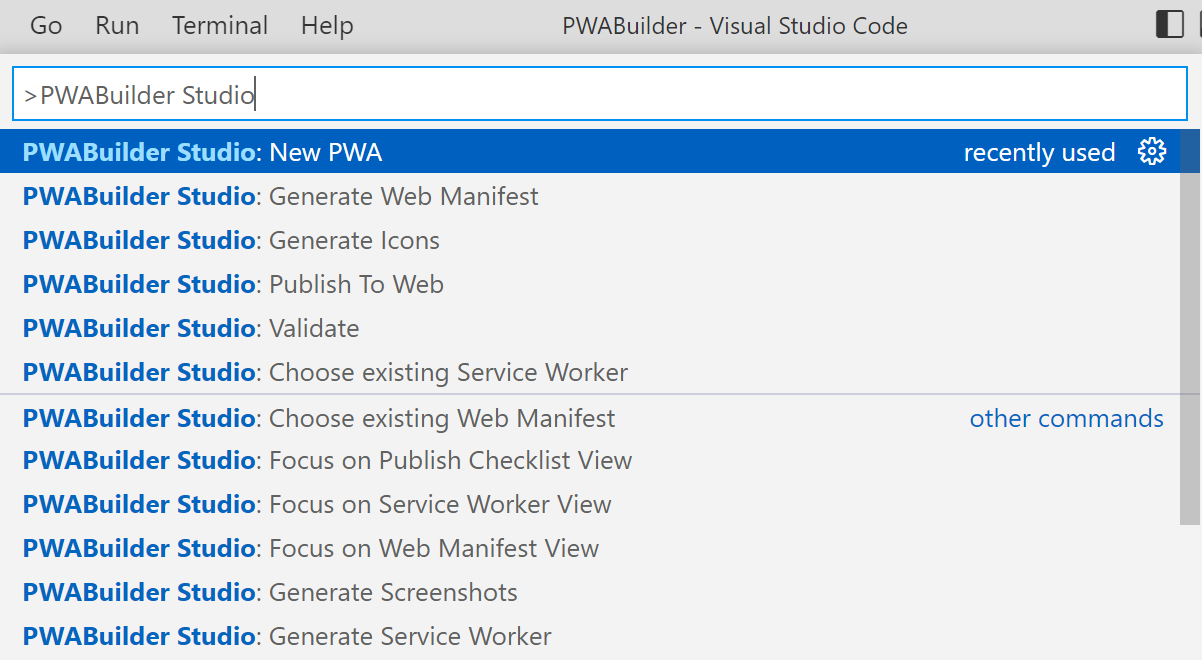 Go Run Terminal Help PWABuilder - Visual Studio Code
>PWABuilder Studio
PWABuilder Studio: New PWA recently used
PWABuilder Studio: Generate Web Manifest
PWABuilder Studio: Generate Icons
PWABuilder Studio: Publish To Web
PWABuilder Studio: Validate
PWABuilder Studio: Choose existing Service Worker
PWABuilder Studio: Choose existing Web Manifest other commands
PWABuilder Studio: Focus on Publish Checklist View
PWABuilder Studio: Focus on Service Worker View
PWABuilder Studio: Focus on Web Manifest View
PWABuilder Studio: Generate Screenshots
PWABuilder Studio: Generate Service Worker